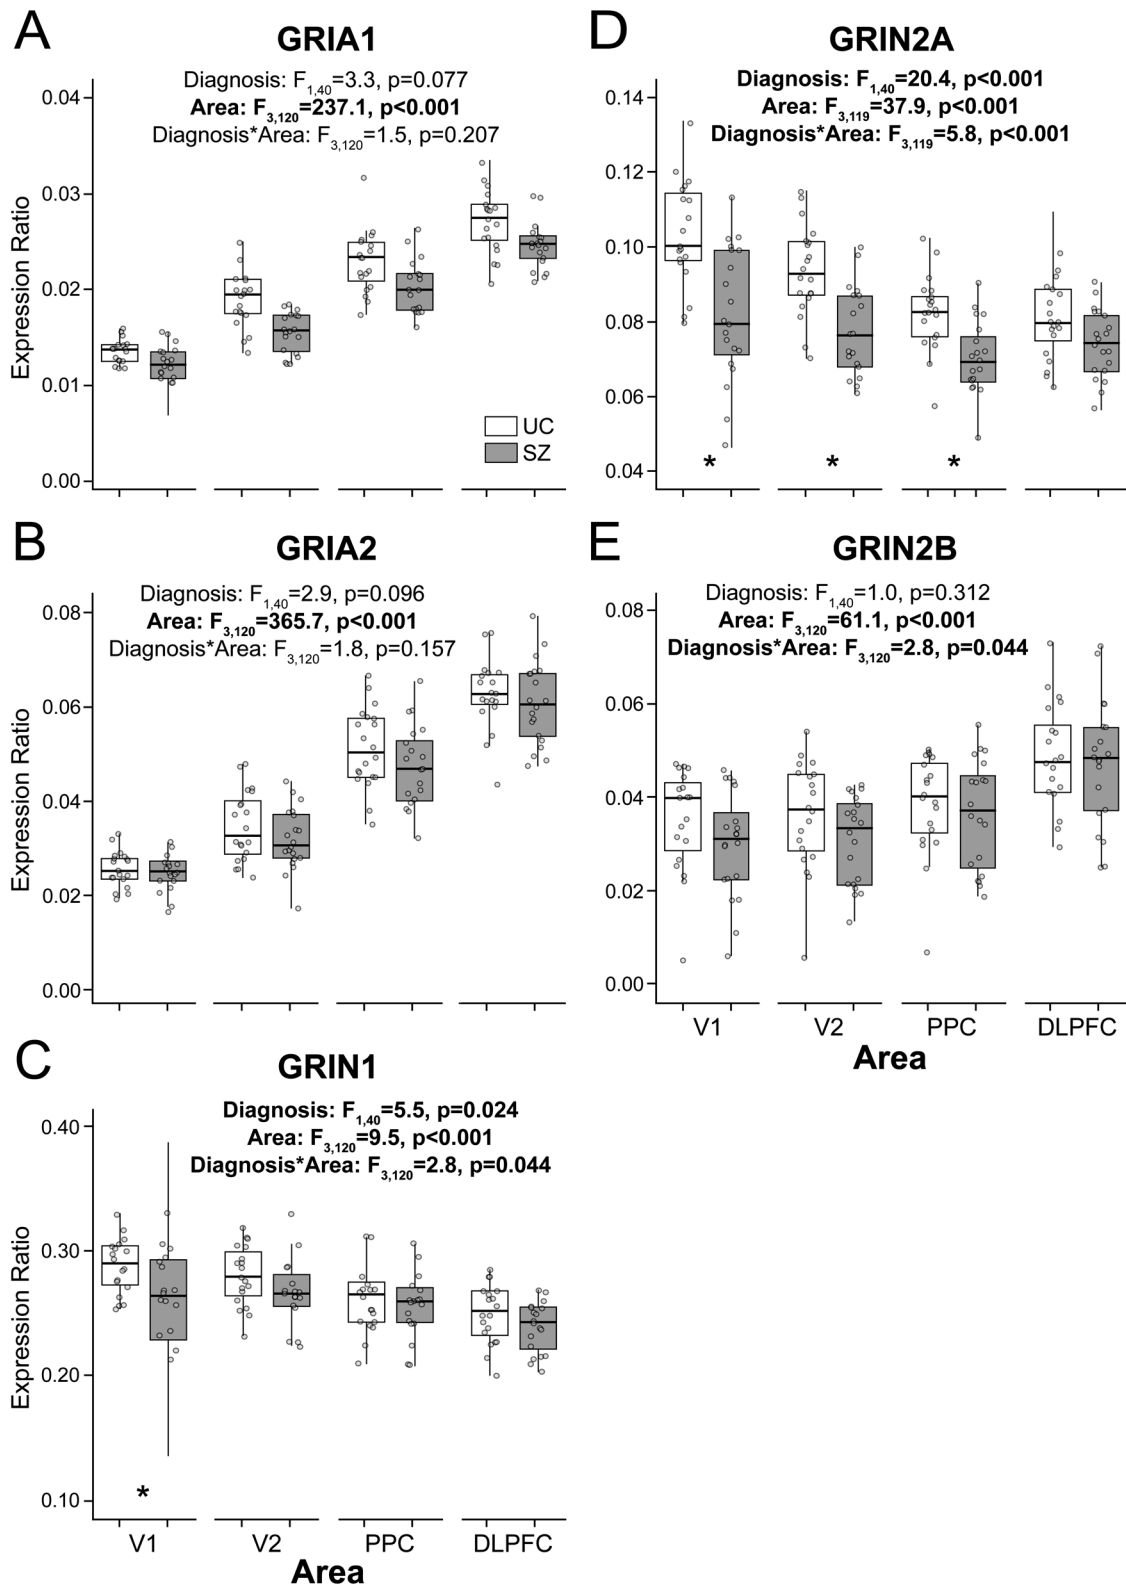 A
GRIA1
Diagnosis: F1,40=3.3, p=0.077
Area: F3,120=237.1, p<0.001
Diagnosis*Area: F3,120=1.5, p=0.207
Expression Ratio
0.04
0.03
0.02
0.01
0.00
UC
SZ
B
GRIA2
Diagnosis: F1,40=2.9, p=0.096
Area: F3,120=365.7, p<0.001
Diagnosis*Area: F3,120=1.8, p=0.157
Expression Ratio
0.08
0.06
0.04
0.02
0.00
C
GRIN1
Diagnosis: F1,40=5.5, p=0.024
Area: F3,120=9.5, p<0.001
Diagnosis*Area: F3,120=2.8, p=0.044
Expression Ratio
0.40
0.30
0.20
0.10
*
V1 V2 PPC DLPFC
Area
D
GRIN2A
Diagnosis: F1,40=20.4, p<0.001
Area: F3,119=37.9, p<0.001
Diagnosis*Area: F3,119=5.8, p<0.001
0.14
0.12
0.10
0.08
0.06
0.04
* * *
E
GRIN2B
Diagnosis: F1,40=1.0, p=0.312
Area: F3,120=61.1, p<0.001
Diagnosis*Area: F3,120=2.8, p=0.044
0.08
0.06
0.04
0.02
0.00
V1 V2 PPC DLPFC
Area